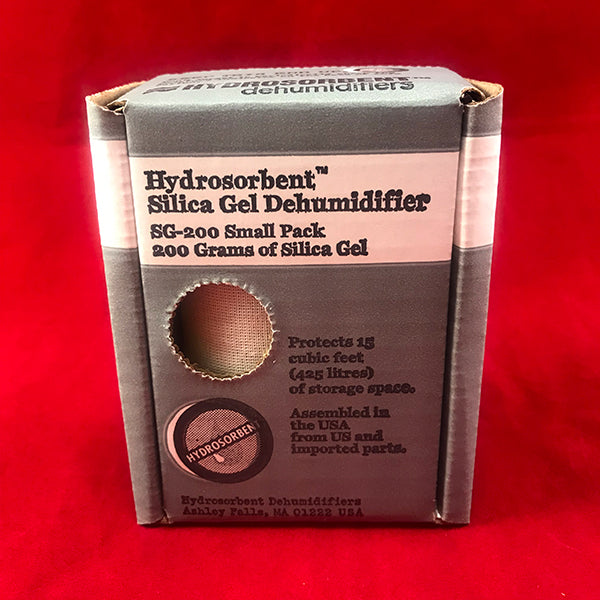 HYDROSORBENT™
dehumidifiers
Hydrosorbent™
Silica Gel Dehumidifier
SG-200 Small Pack
200 Grams of Silica Gel
Protects 15
cubic feet
(425 litres)
of storage space.
HYDROSORBENT
Assembled in
the USA
from US and
imported parts.
Hydrosorbent Dehumidifiers
Ashley Falls, MA 01222 USA